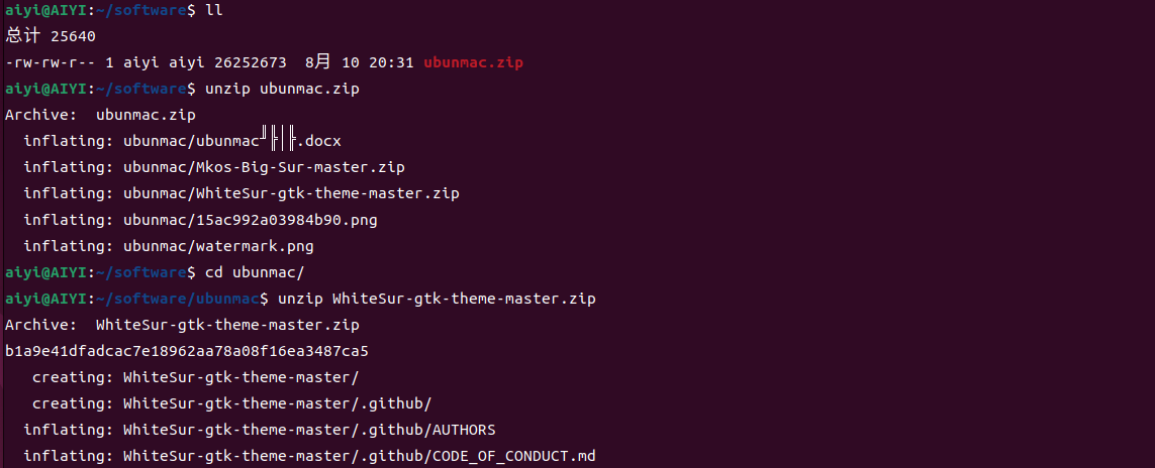 aiyi@AIYI:~/software$ ll
总计 25640
-rw-rw-r-- 1 aiyi aiyi 26252673  8月 10 20:31 ubunmac.zip
aiyi@AIYI:~/software$ unzip ubunmac.zip
Archive:  ubunmac.zip
  inflating: ubunmac/ubunmac╜╠│╠.docx
  inflating: ubunmac/Mkos-Big-Sur-master.zip
  inflating: ubunmac/WhiteSur-gtk-theme-master.zip
  inflating: ubunmac/15ac992a03984b90.png
  inflating: ubunmac/watermark.png
aiyi@AIYI:~/software$ cd ubunmac/
aiyi@AIYI:~/software/ubunmac$ unzip WhiteSur-gtk-theme-master.zip
Archive:  WhiteSur-gtk-theme-master.zip
b1a9e41dfadcac7e18962aa78a08f16ea3487ca5
   creating: WhiteSur-gtk-theme-master/
   creating: WhiteSur-gtk-theme-master/.github/
  inflating: WhiteSur-gtk-theme-master/.github/AUTHORS
  inflating: WhiteSur-gtk-theme-master/.github/CODE_OF_CONDUCT.md